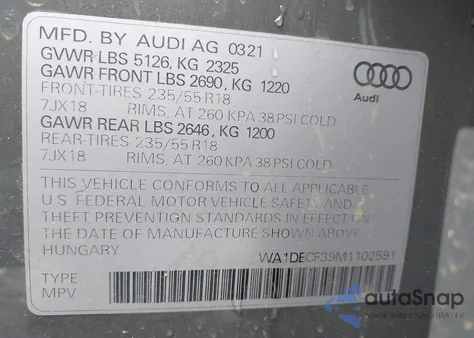 MFD. BY AUDI AG 0321
GVWR LBS 5126, KG 2325
GAWR FRONT LBS 2690, KG 1220
FRONT-TIRES 235/55 R18
7JX18 RIMS, AT 260 KPA 38 PSI COLD
GAWR REAR LBS 2646, KG 1200
REAR-TIRES 235/55 R18
7JX18 RIMS, AT 260 KPA 38 PSI COLD
Audi
THIS VEHICLE CONFORMS TO ALL APPLICABLE
U.S. FEDERAL MOTOR VEHICLE SAFETY AND
THEFT PREVENTION STANDARDS IN EFFECT ON
THE DATE OF MANUFACTURE SHOWN ABOVE.
HUNGARY
WA1DECF39M1102591
TYPE:
MPV
autoSnap